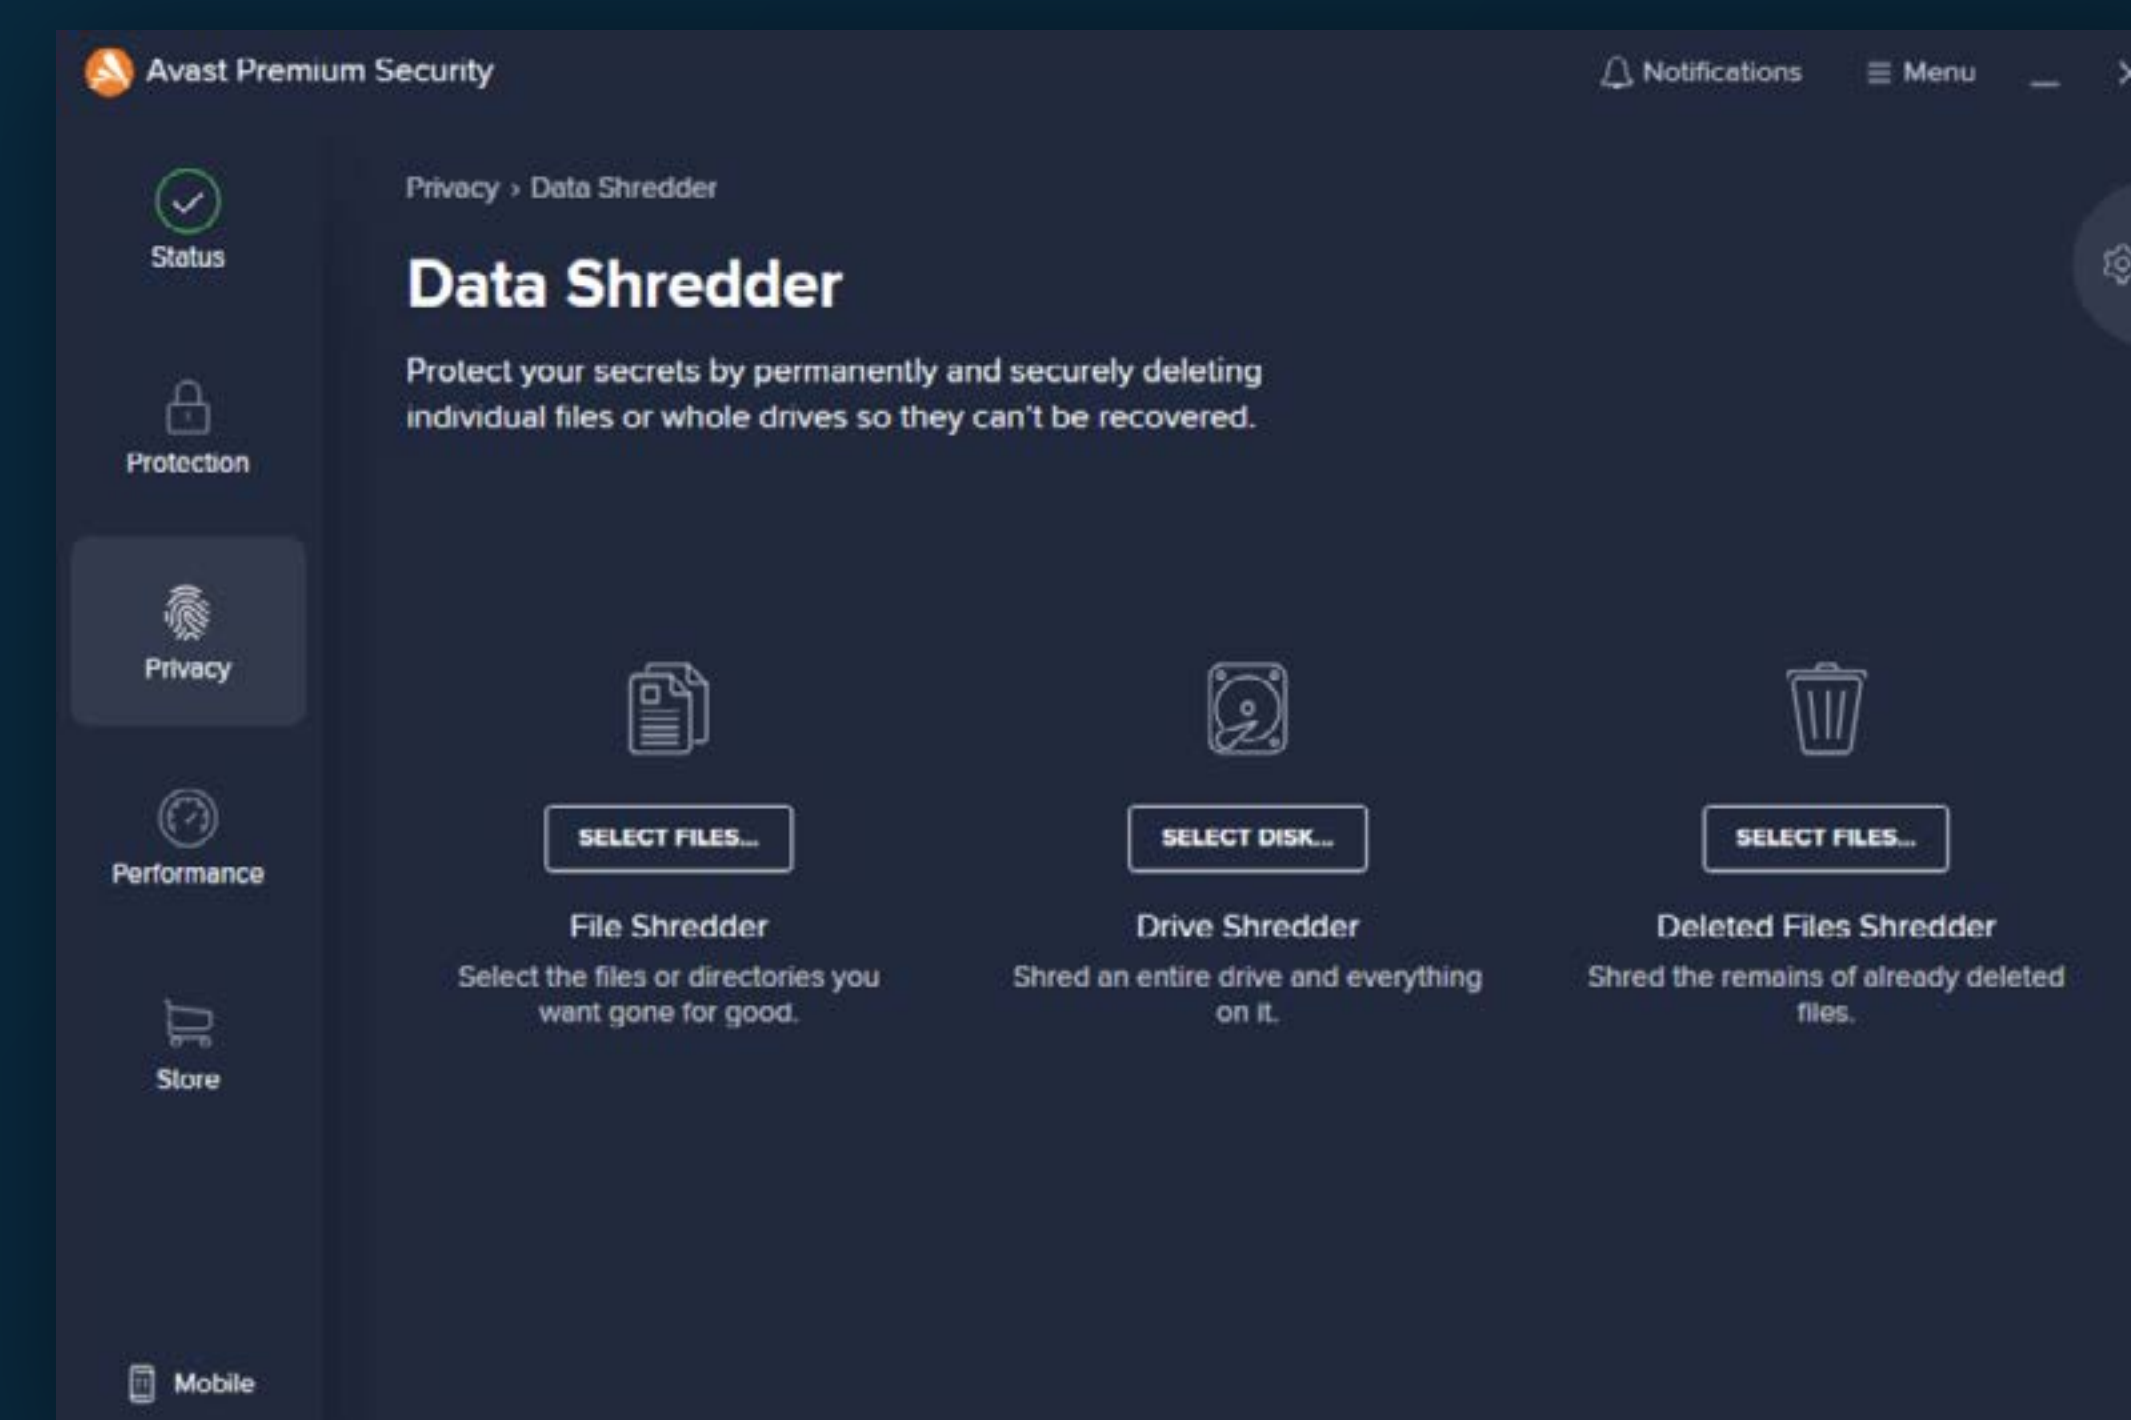 Avast Premium Security
Notifications
Menu
Status
Protection
Privacy
Performance
Store
Mobile
Privacy › Data Shredder
Data Shredder
Protect your secrets by permanently and securely deleting
individual files or whole drives so they can't be recovered.
SELECT FILES...
File Shredder
Select the files or directories you
want gone for good.
SELECT DISK...
Drive Shredder
Shred an entire drive and everything
on it.
SELECT FILES...
Deleted Files Shredder
Shred the remains of already deleted
files.